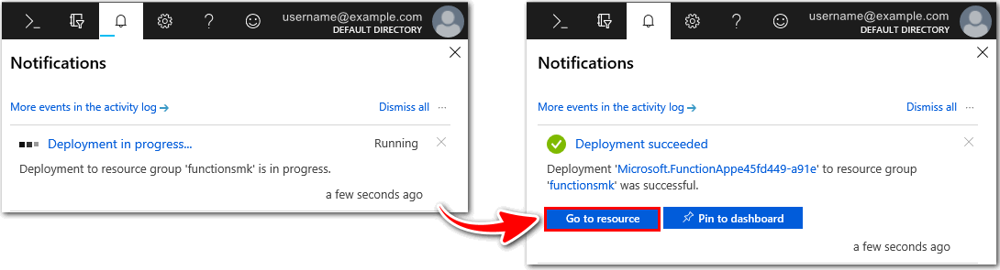 username@example.com
DEFAULT DIRECTORY
Notifications
More events in the activity log →
Dismiss all ...
Deployment in progress...
Running
Deployment to resource group 'functionsmk' is in progress.
a few seconds ago
username@example.com
DEFAULT DIRECTORY
Notifications
More events in the activity log →
Dismiss all ...
Deployment succeeded
Deployment 'Microsoft.FunctionAppe45fd449-a91e' to resource group
'functionsmk' was successful.
Go to resource
Pin to dashboard
a few seconds ago